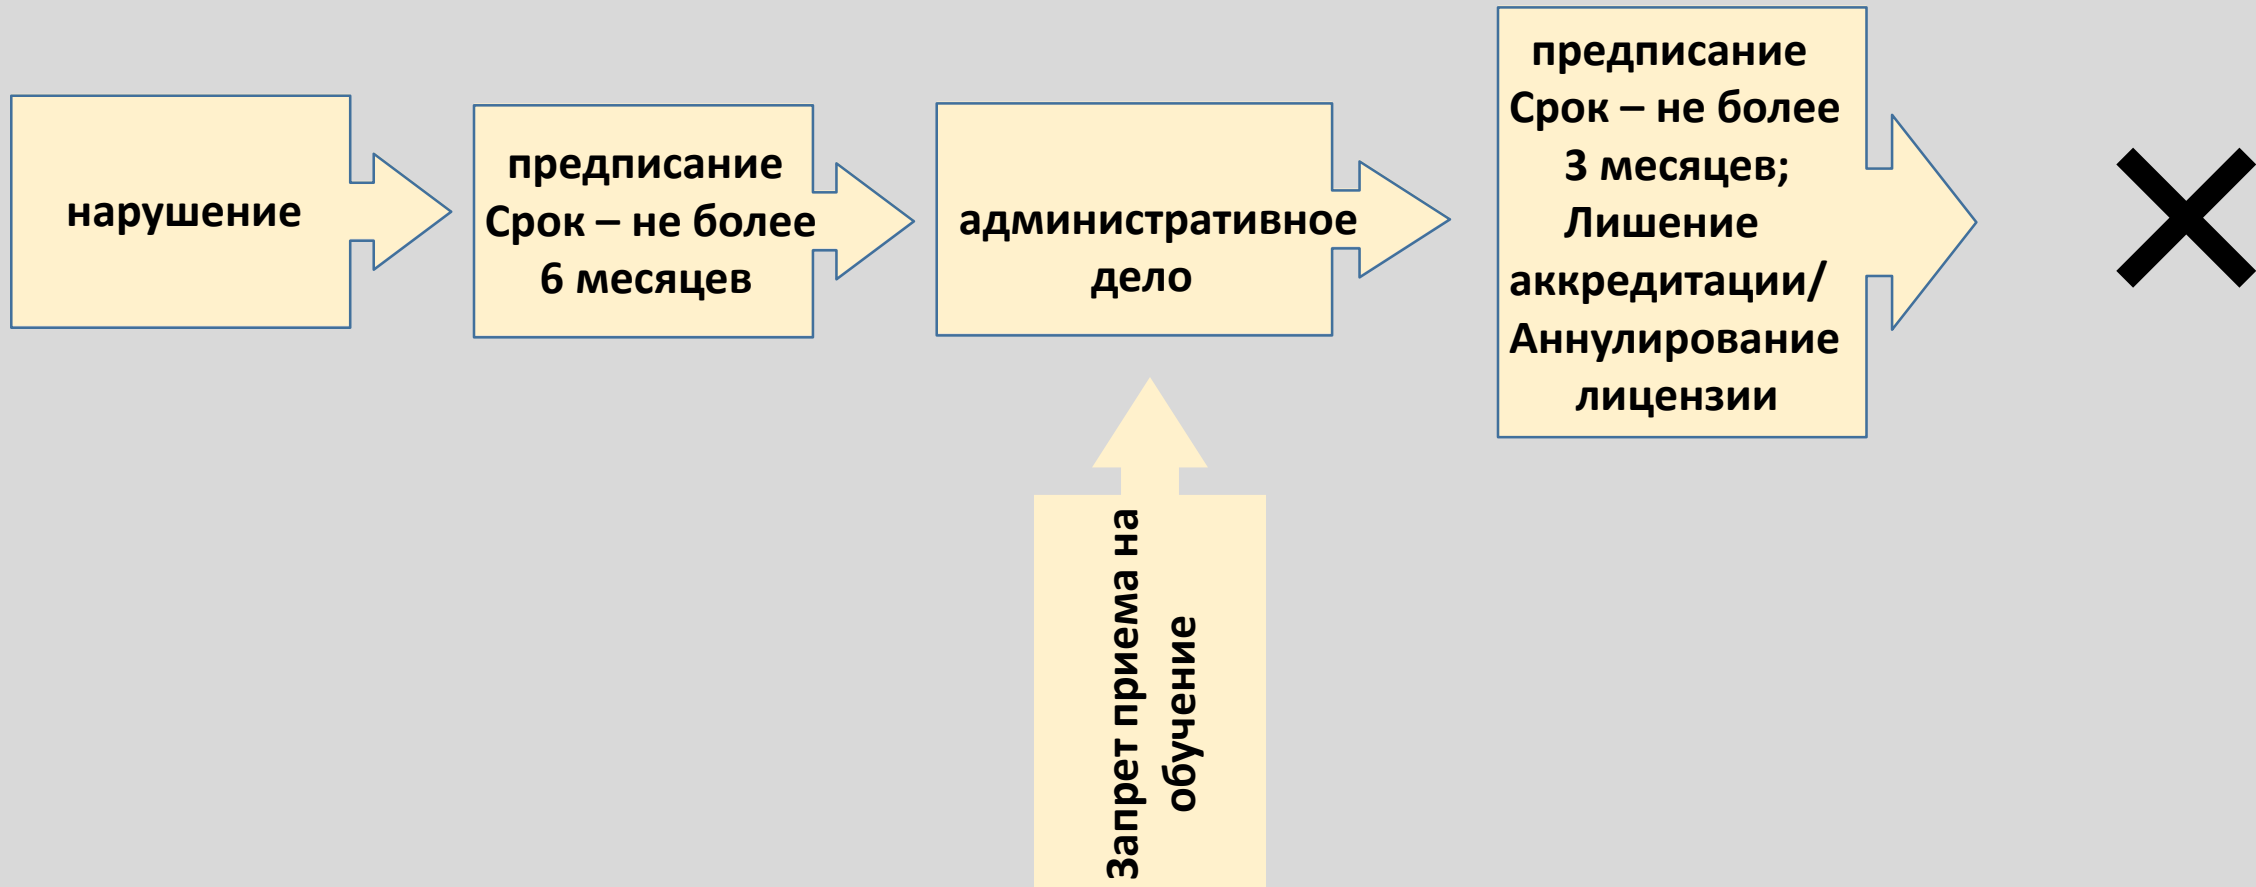 нарушение
предписание
Срок – не более
6 месяцев
административное
дело
предписание
Срок – не более
3 месяцев;
Лишение
аккредитации/
Аннулирование
лицензии
Запрет приема на
обучение